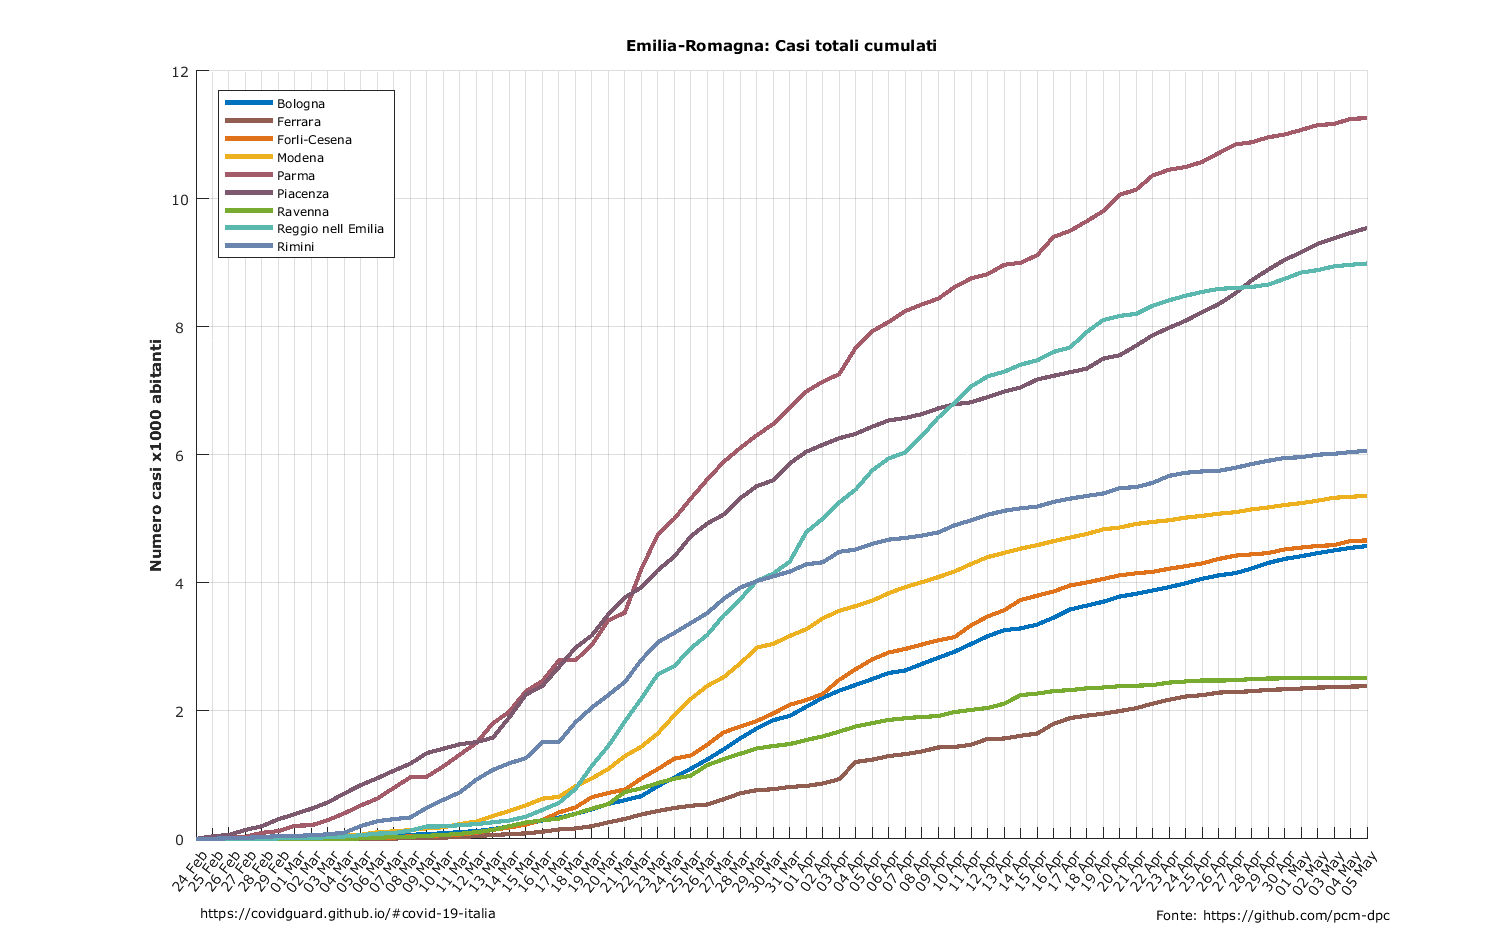 Emilia-Romagna: Casi totali cumulati
12
10
8
6
4
2
0
Numero casi x1000 abitanti
Bologna
Ferrara
Forlì-Cesena
Modena
Parma
Piacenza
Ravenna
Reggio nell Emilia
Rimini
24 Feb
25 Feb
26 Feb
27 Feb
28 Feb
29 Feb
01 Mar
02 Mar
03 Mar
04 Mar
05 Mar
06 Mar
07 Mar
08 Mar
09 Mar
10 Mar
11 Mar
12 Mar
13 Mar
14 Mar
15 Mar
16 Mar
17 Mar
18 Mar
19 Mar
20 Mar
21 Mar
22 Mar
23 Mar
24 Mar
25 Mar
26 Mar
27 Mar
28 Mar
29 Mar
30 Mar
31 Mar
01 Apr
02 Apr
03 Apr
04 Apr
05 Apr
06 Apr
07 Apr
08 Apr
09 Apr
10 Apr
11 Apr
12 Apr
13 Apr
14 Apr
15 Apr
16 Apr
17 Apr
18 Apr
19 Apr
20 Apr
21 Apr
22 Apr
23 Apr
24 Apr
25 Apr
26 Apr
27 Apr
28 Apr
29 Apr
30 Apr
01 May
02 May
03 May
04 May
05 May
https://covidguard.github.io/#covid-19-italia
Fonte: https://github.com/pcm-dpc